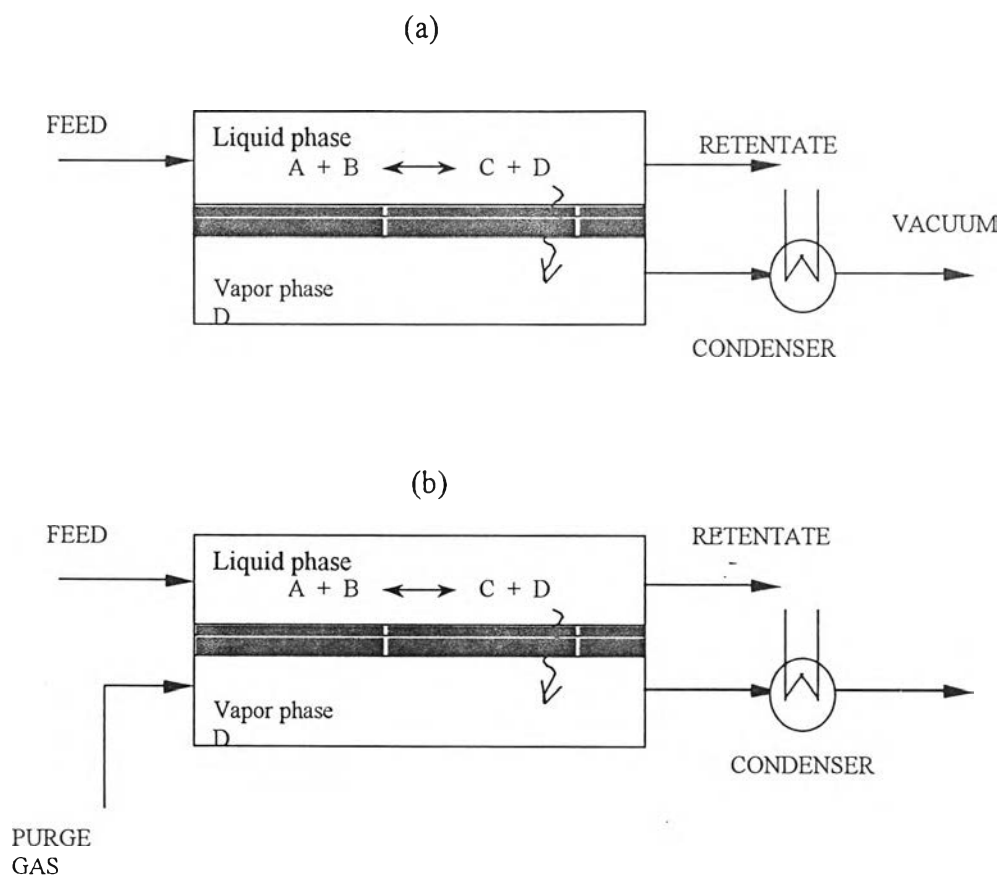 (a)
FEED
Liquid phase
A + B ⟷ C + D
RETENTATE
VACUUM
Vapor phase
D
CONDENSER
(b)
FEED
RETENTATE
Liquid phase
A + B ⟷ C + D
Vapor phase
D
CONDENSER
PURGE
GAS